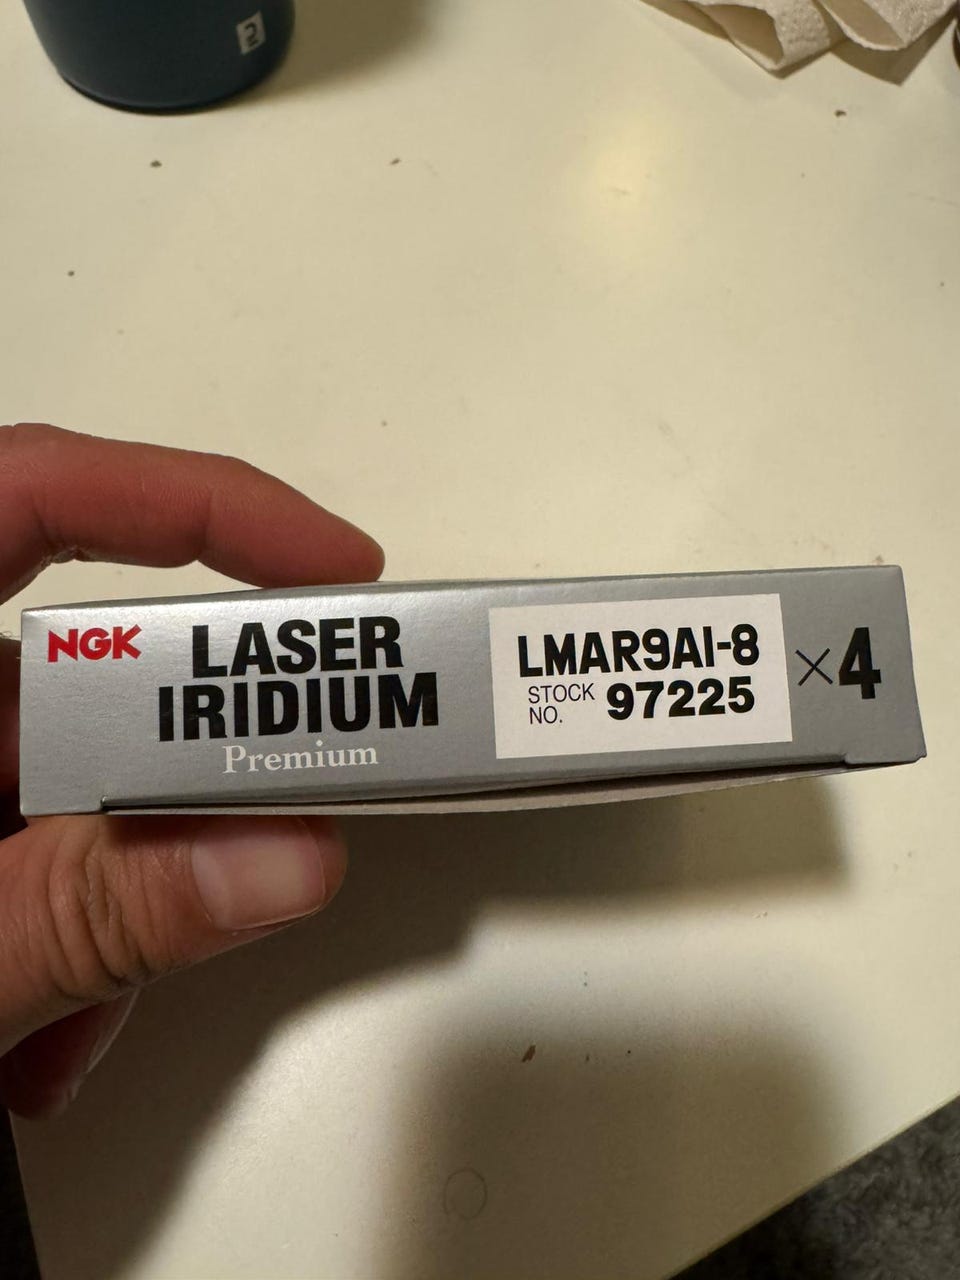 NGK
LASER
IRIDIUM
Premium
LMAR9AI-8
STOCK
NO. 97225
×4